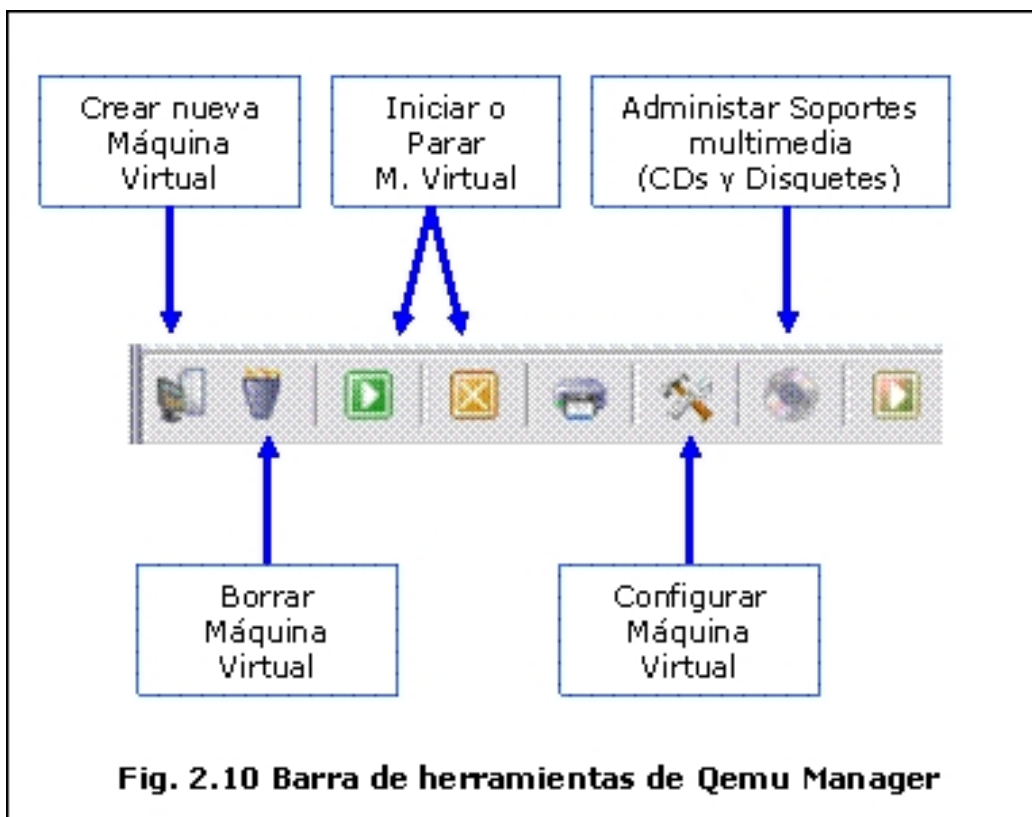 Crear nueva
Máquina
Virtual
Iniciar o
Parar
M. Virtual
Administar Soportes
multimedia
(CDs y Disquetes)
Borrar
Máquina
Virtual
Configurar
Máquina
Virtual
Fig. 2.10 Barra de herramientas de Qemu Manager